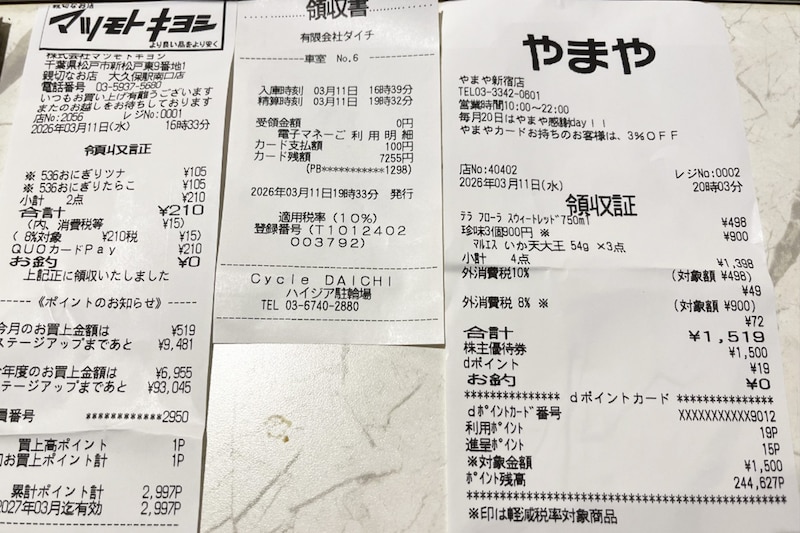 親切なお店
マツモトキヨシ
より良い品をより安く
株式会社マツモトキヨシ
千葉県松戸市新松戸東9番地1
親切なお店 大久保駅南口店
電話番号 03-5937-5680
いつもお買い上げ有難うございます
またのお越しをお待ちしております
店No:2056 レジNo:0001
2026年03月11日(水) 16時33分
領収証
※ 536おにぎりツナ ¥105
※ 536おにぎりたらこ ¥105
小計 2点 ¥210
合計 ¥210
(内、消費税等 ¥15)
( 8%対象 ¥210税 ¥15)
QUOカードPay ¥210
お釣 ¥0
上記正に領収いたしました
《ポイントのお知らせ》
今月のお買上金額は ¥519
ステージアップまであと ¥9,481
年度のお買上金額は ¥6,955
ステージアップまであと ¥93,045
員番号 ************2950
買上高ポイント 1P
回お買上ポイント計 1P
累計ポイント計 2,997P
2027年03月迄有効 2,997P
領収書
有限会社ダイチ
車室 No.6
入庫時刻 03月11日 16時39分
精算時刻 03月11日 19時32分
受領金額 0円
電子マネーご利用明細
カード支払額 100円
カード残額 7255円
(PB***********1298)
2026年03月11日19時33分 発行
適用税率(10%)
登録番号(T1012402
003792)
Cycle DAICHI
ハイジア駐輪場
TEL 03-6740-2880
やまや
やまや新宿店
TEL03-3342-0601
営業時間10:00~22:00
毎月20日はやまや感謝day!!
やまやカードお持ちのお客様は、3%OFF
店No:40402 レジNo:0002
2026年03月11日(水) 20時03分
領収証
テラ フローラ スウィートレッド750ml ¥498
珍味3個900円 ※ ¥900
マルエス いか天大王 54g ×3点
小計 4点 ¥1,398
外消費税10% (対象額 ¥498)
¥49
外消費税 8% ※ (対象額 ¥900)
¥72
合計 ¥1,519
株主優待券 ¥1,500
dポイント ¥19
お釣 ¥0
**************** dポイントカード ****************
dポイントカード番号 XXXXXXXXXXX9012
利用ポイント 19P
進呈ポイント 15P
※対象金額 ¥1,500
ポイント残高 244,627P
※印は軽減税率対象商品